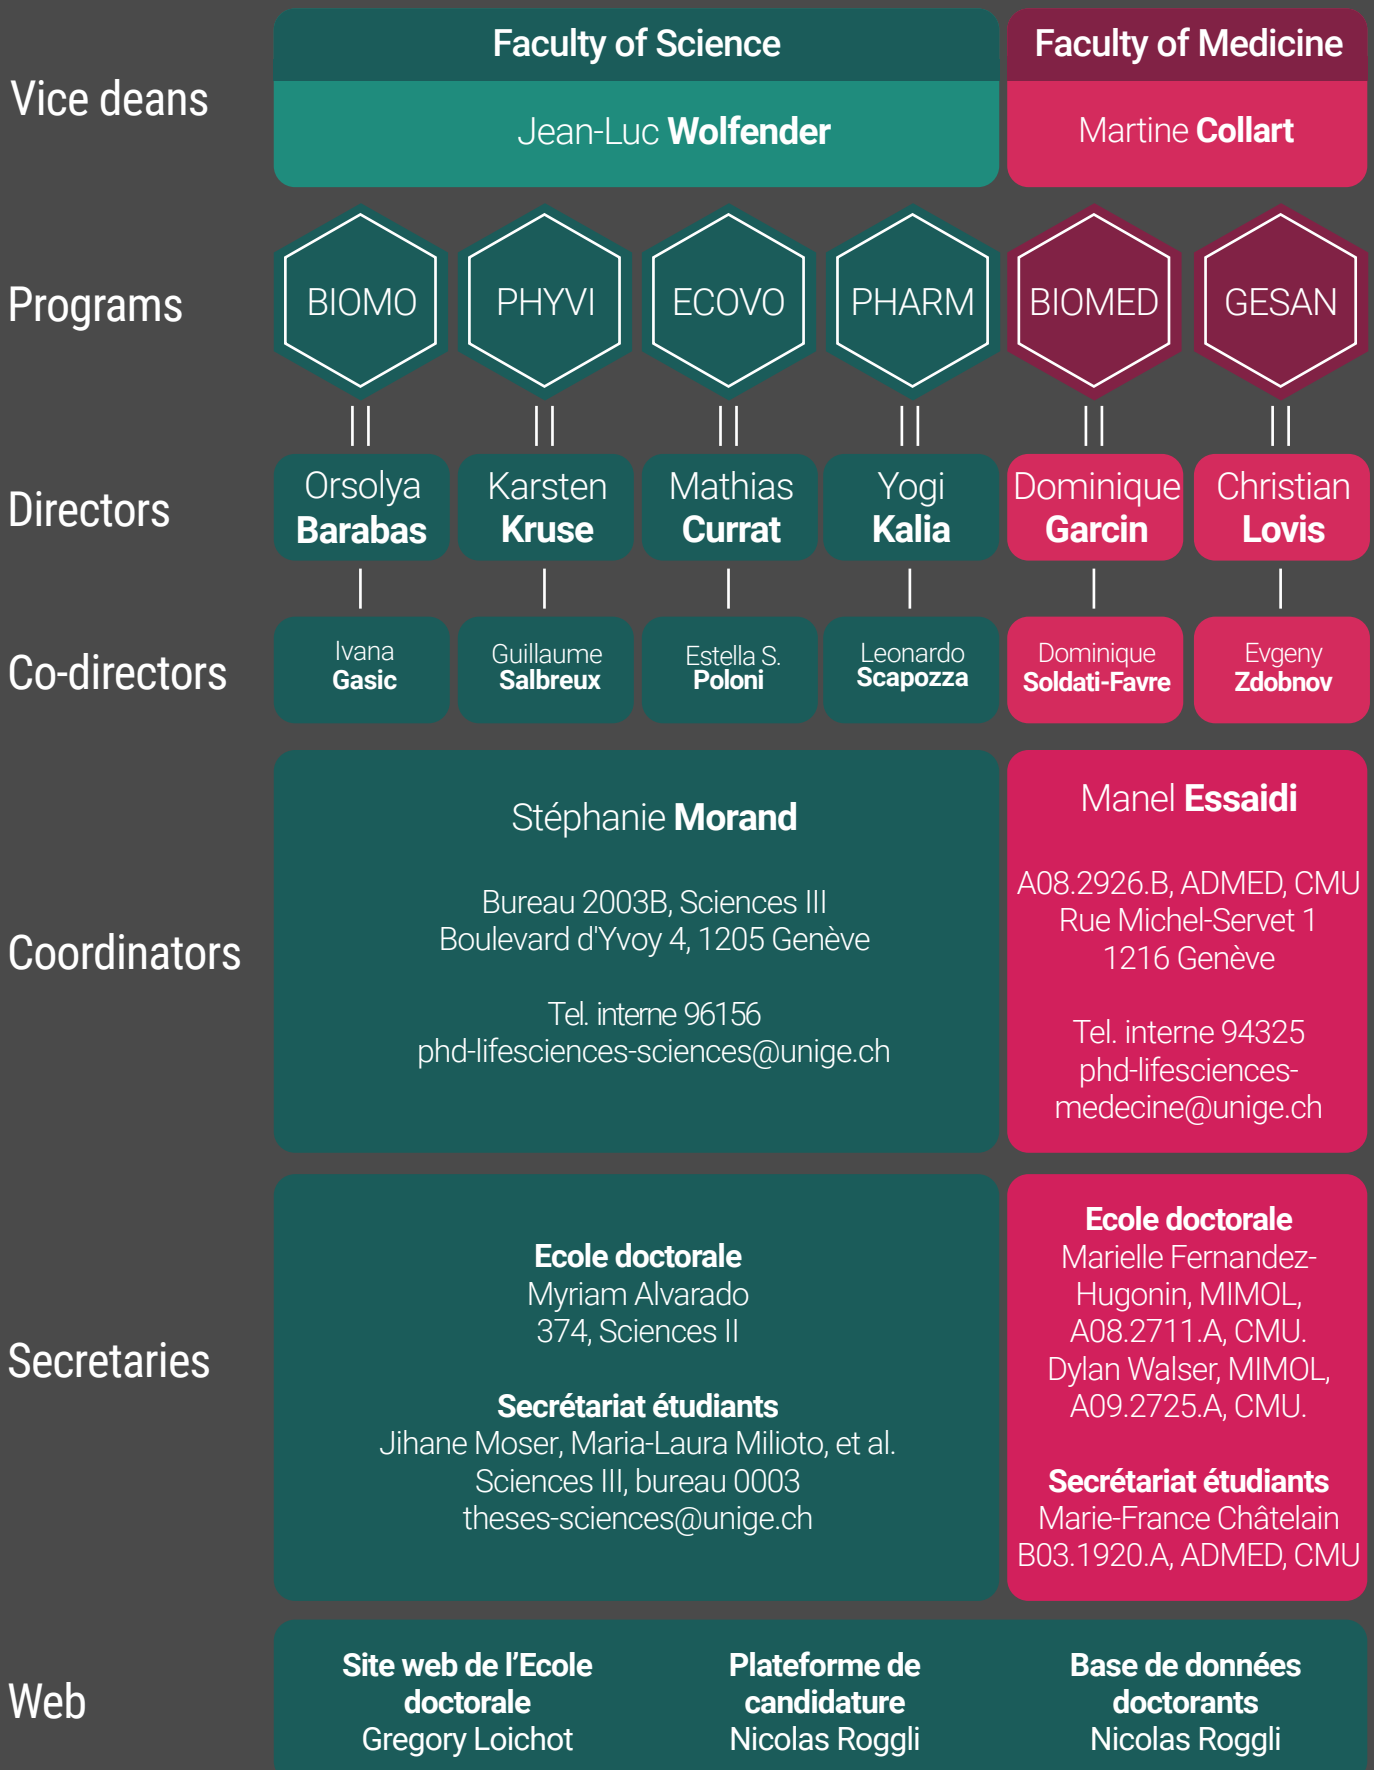 Vice deans
Faculty of Science
Jean-Luc Wolfender
Faculty of Medicine
Martine Collart
Programs
BIOMO
PHYVI
ECOVO
PHARM
BIOMED
GESAN
Directors
Orsolya
Barabas
Karsten
Kruse
Mathias
Currat
Yogi
Kalia
Dominique
Garcin
Christian
Lovis
Co-directors
Ivana
Gasic
Guillaume
Salbreux
Estella S.
Poloni
Leonardo
Scapozza
Dominique
Soldati-Favre
Evgeny
Zdobnov
Coordinators
Stéphanie Morand
Bureau 2003B, Sciences III
Boulevard d'Yvoy 4, 1205 Genève
Tel. interne 96156
phd-lifesciences-sciences@unige.ch
Manel Essaidi
A08.2926.B, ADMED, CMU
Rue Michel-Servet 1
1216 Genève
Tel. interne 94325
phd-lifesciences-
medecine@unige.ch
Secretaries
Ecole doctorale
Myriam Alvarado
374, Sciences II
Secrétariat étudiants
Jihane Moser, Maria-Laura Milioto, et al.
Sciences III, bureau 0003
theses-sciences@unige.ch
Ecole doctorale
Marielle Fernandez-
Hugonin, MIMOL,
A08.2711.A, CMU.
Dylan Walser, MIMOL,
A09.2725.A, CMU.
Secrétariat étudiants
Marie-France Châtelain
B03.1920.A, ADMED, CMU
Web
Site web de l’Ecole
doctorale
Gregory Loichot
Plateforme de
candidature
Nicolas Roggli
Base de données
doctorants
Nicolas Roggli